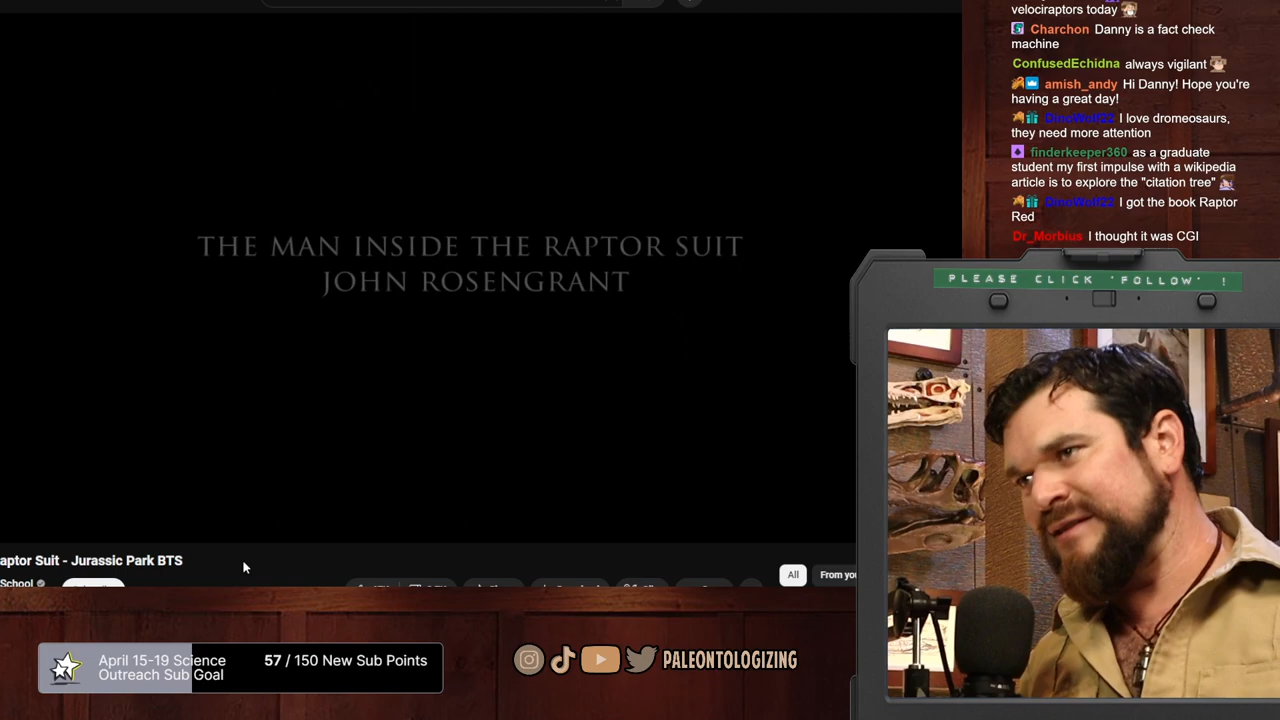 velociraptors today
Charchon Danny is a fact check
machine
ConfusedEchidna always vigilant
amish_andy Hi Danny! Hope you're
having a great day!
DinoWolf22 I love dromeosaurs,
they need more attention
finderkeeper360 as a graduate
student my first impulse with a wikipedia
article is to explore the "citation tree"
DinoWolf22 I got the book Raptor
Red
Dr_Morbius I thought it was CGI
THE MAN INSIDE THE RAPTOR SUIT
JOHN ROSENGRANT
PLEASE CLICK "FOLLOW" !
aptor Suit - Jurassic Park BTS
School
All From you
April 15-19 Science
Outreach Sub Goal
57 / 150 New Sub Points
PALEONTOLOGIZING